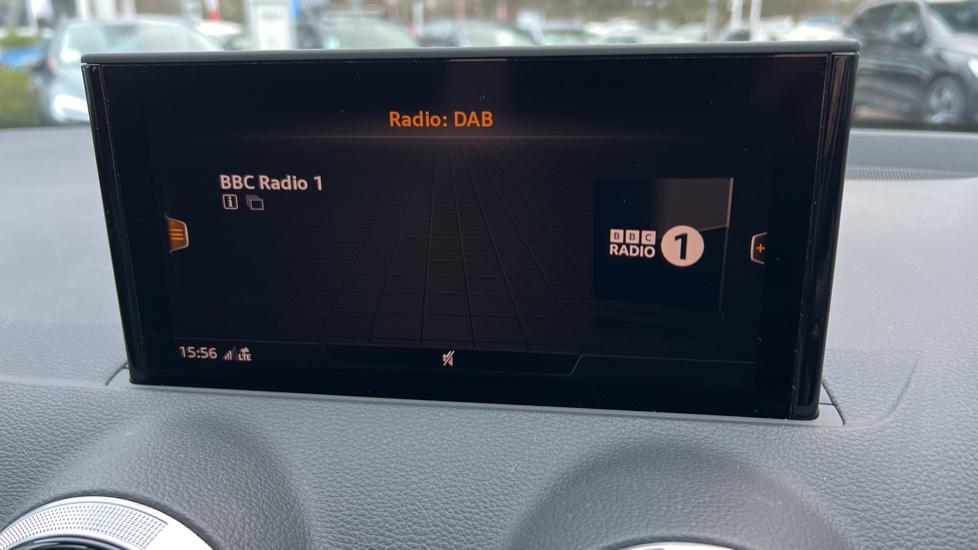 Radio: DAB
BBC Radio 1
BBC
RADIO 1
15:56 LTE